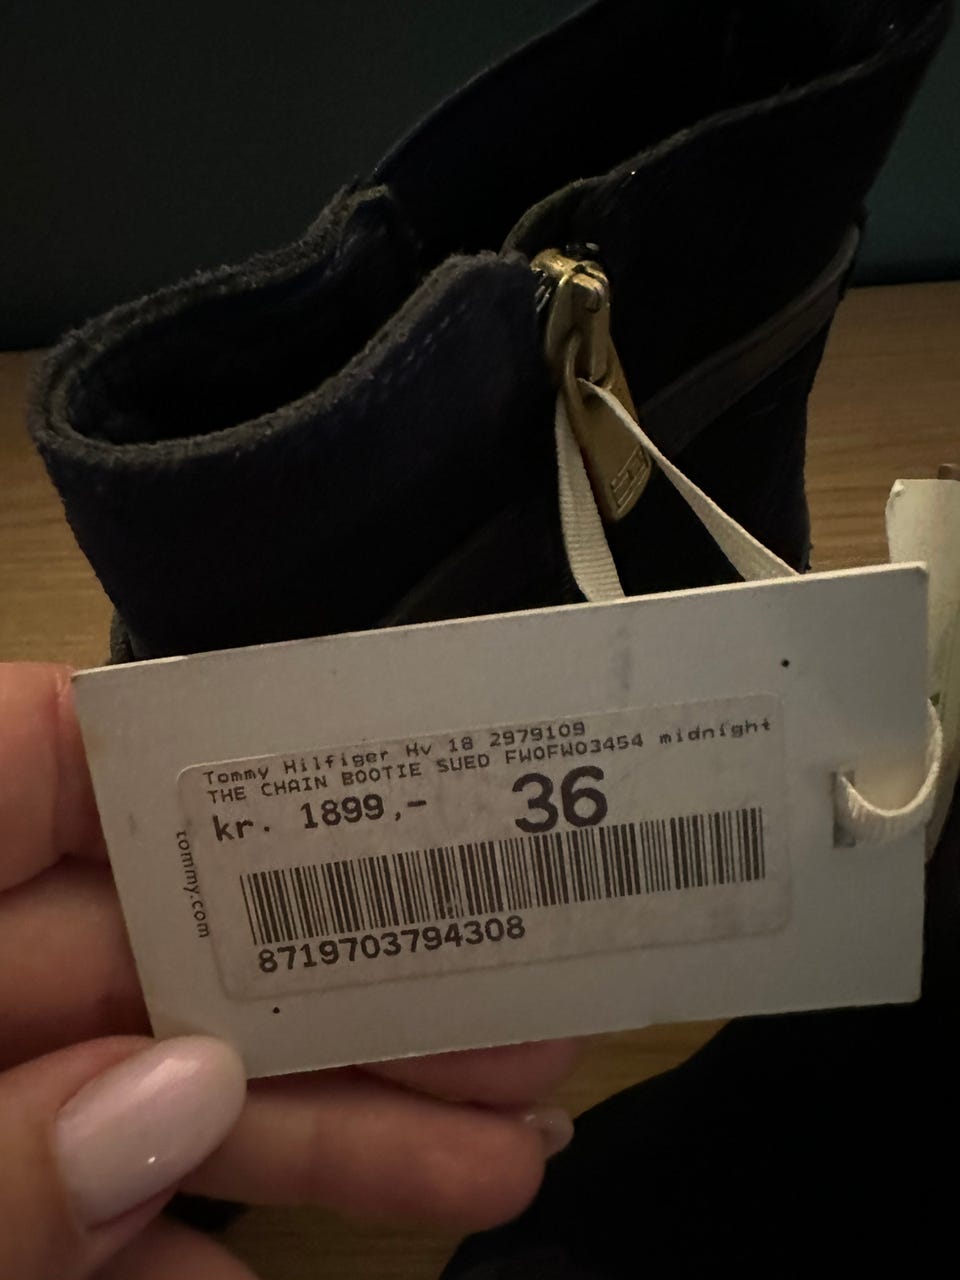 Tommy Hilfiger Hv 18 2979109
THE CHAIN BOOTIE SUED FW0FW03454 midnight
kr. 1899,- 36
tommy.com
8719703794308